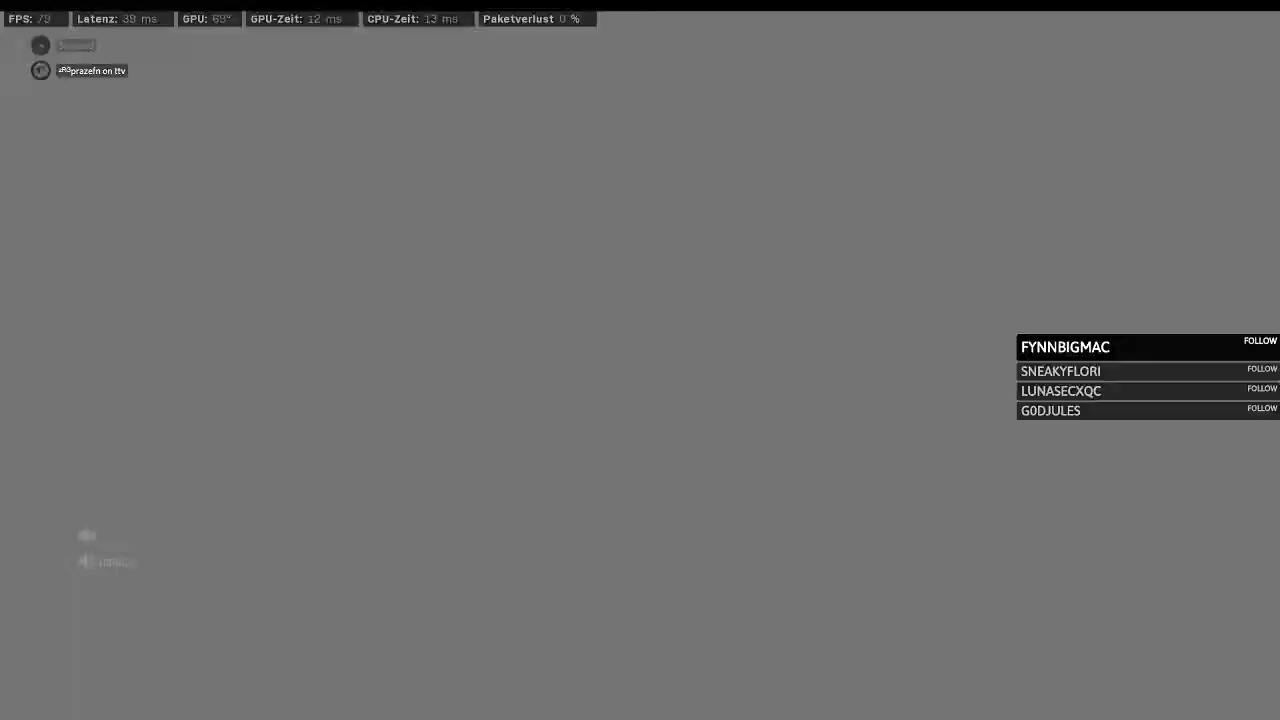 FPS: 79 Latenz: 39 ms GPU: 69° GPU-Zeit: 12 ms CPU-Zeit: 13 ms Paketverlust 0 %
prazefn on ttv
FYNNBIGMAC FOLLOW
SNEAKYFLORI FOLLOW
LUNASECXQC FOLLOW
G0DJULES FOLLOW